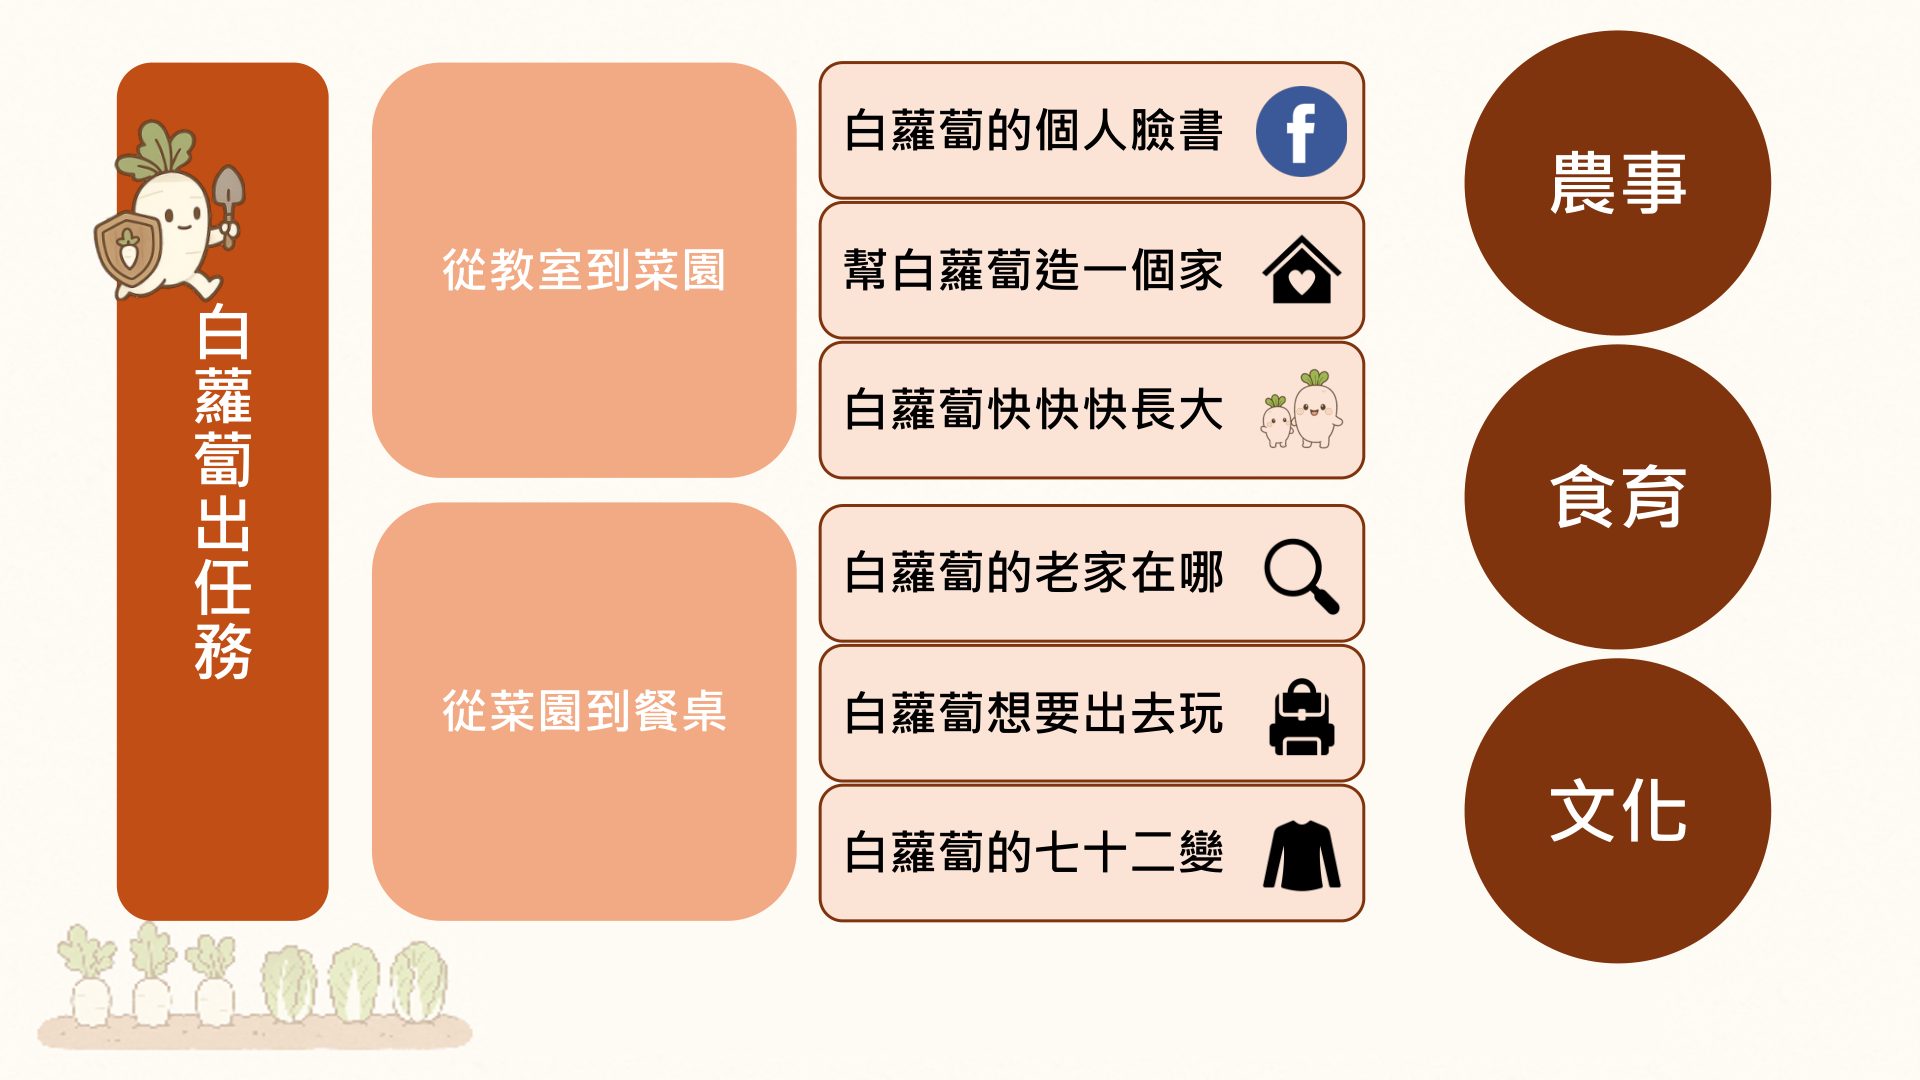 白蘿蔔出任務
從教室到菜園
白蘿蔔的個人臉書
f
幫白蘿蔔造一個家
白蘿蔔快快快長大
從菜園到餐桌
白蘿蔔的老家在哪
白蘿蔔想要出去玩
白蘿蔔的七十二變
農事
食育
文化